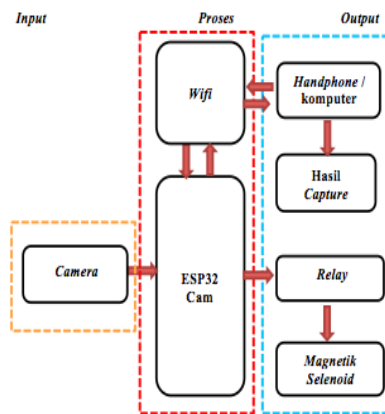 Input
Proses
Output
Wifi
Handphone /
komputer
Hasil
Capture
Camera
ESP32
Cam
Relay
Magnetik
Selenoid